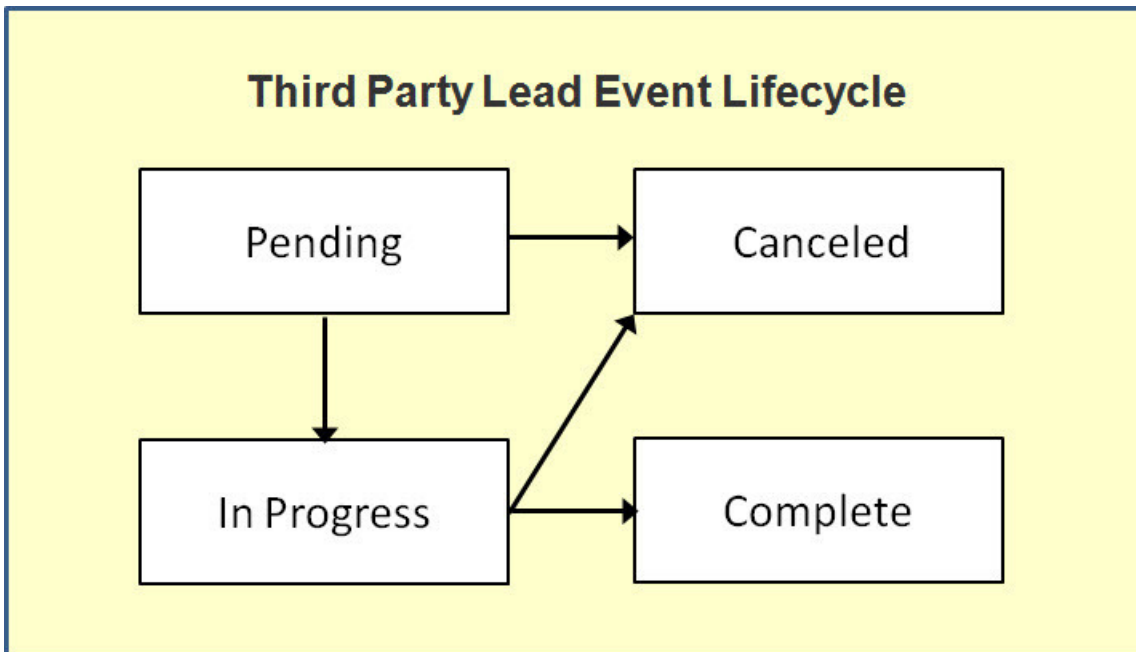 Third Party Lead Event Lifecycle
Pending
Canceled
In Progress
Complete